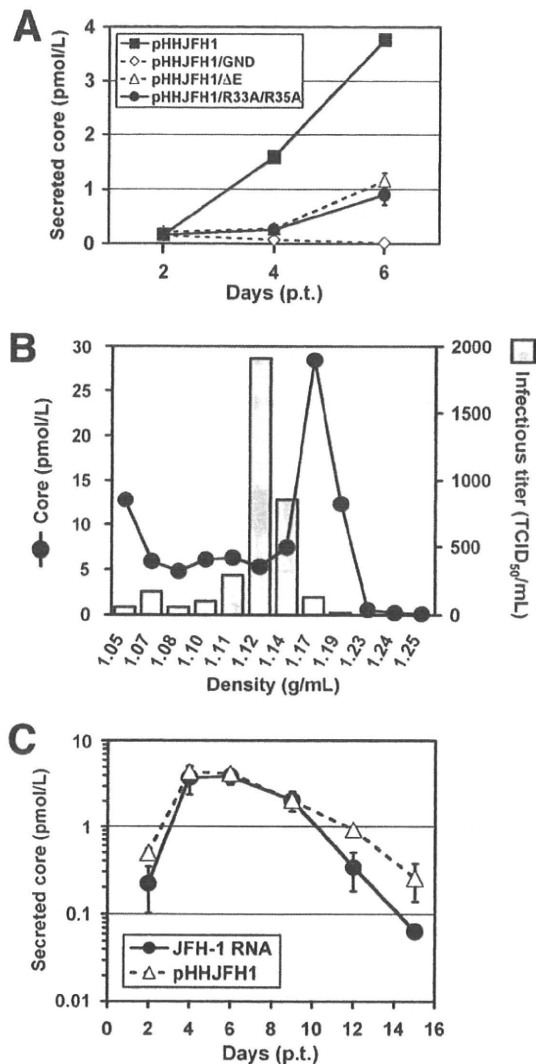 A
Secreted core (pmol/L)
4
3
2
1
0
pHHJFH1
pHHJFH1/GND
pHHJFH1/ΔE
pHHJFH1/R33A/R35A
2 4 6
Days (p.t.)
B
Core (pmol/L)
30
25
20
15
10
5
0
2000
1500
1000
500
0
Infectious titer (TCID50/mL)
1.05 1.07 1.08 1.10 1.11 1.12 1.14 1.17 1.19 1.23 1.24 1.25
Density (g/mL)
C
Secreted core (pmol/L)
10
1
0.1
0.01
JFH-1 RNA
pHHJFH1
0 2 4 6 8 10 12 14 16
Days (p.t.)